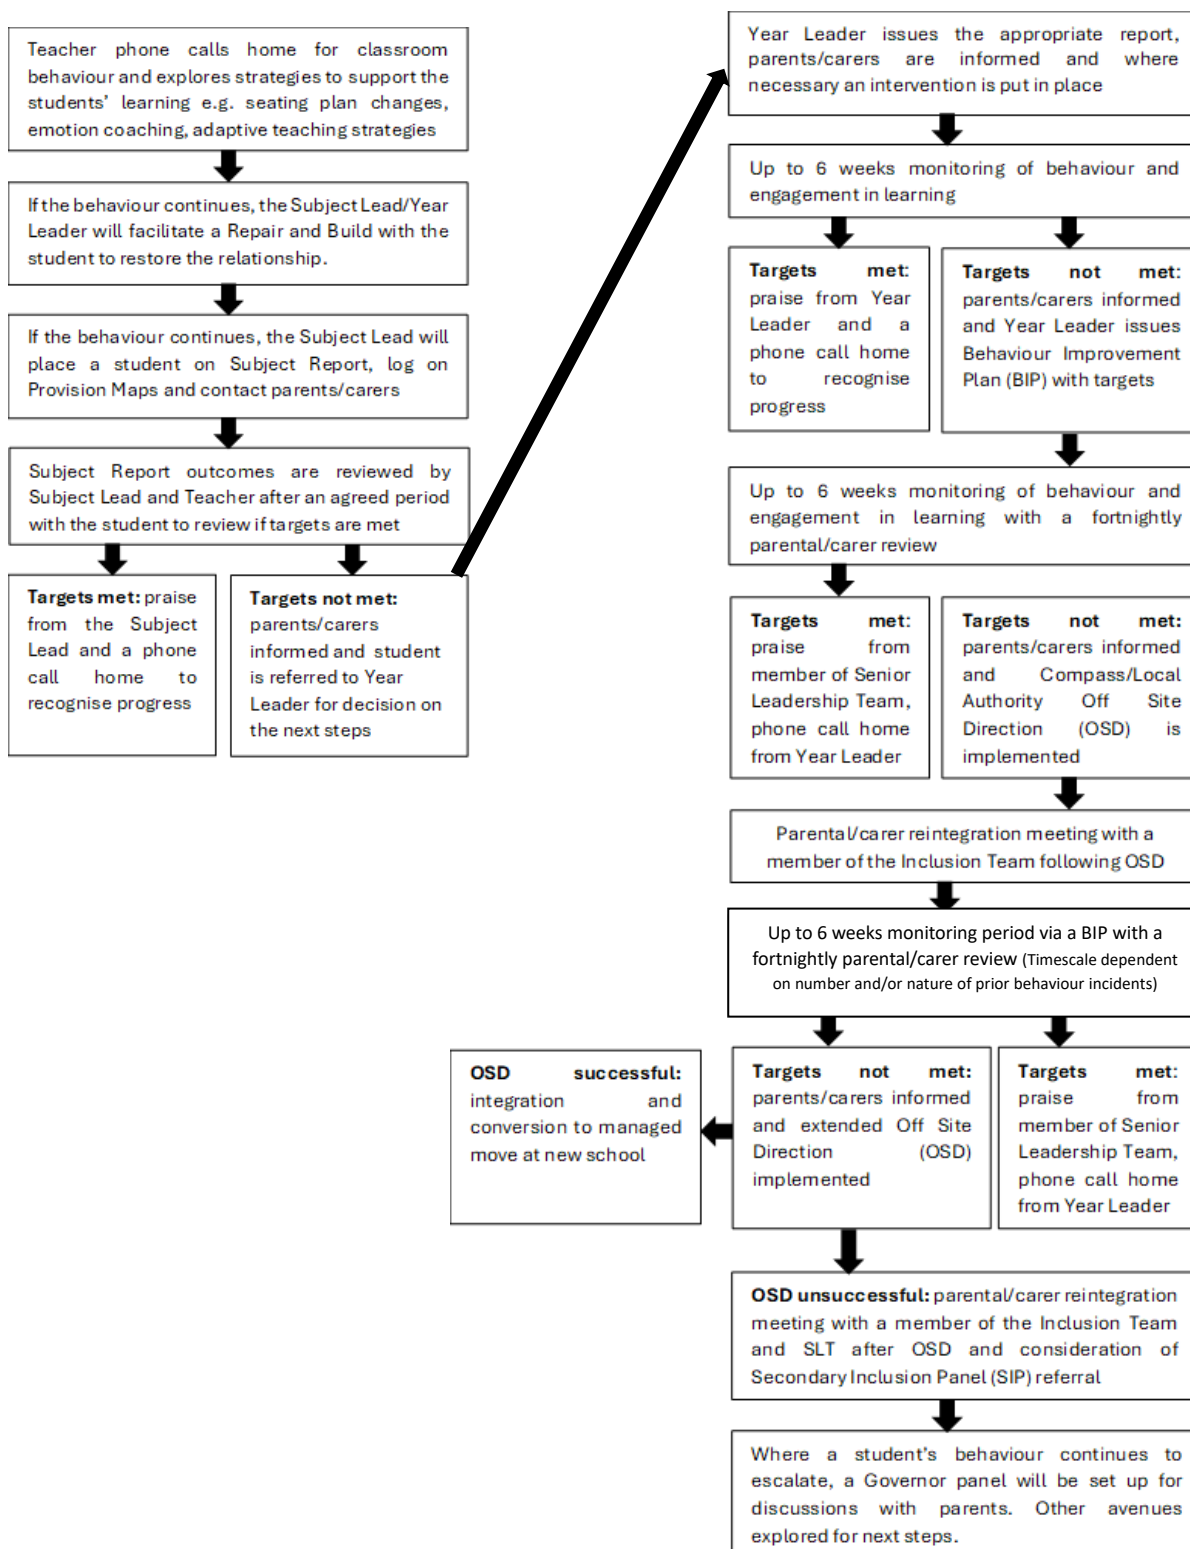 Teacher phone calls home for classroom
behaviour and explores strategies to support the
students' learning e.g. seating plan changes,
emotion coaching, adaptive teaching strategies
If the behaviour continues, the Subject Lead/Year
Leader will facilitate a Repair and Build with the
student to restore the relationship.
If the behaviour continues, the Subject Lead will
place a student on Subject Report, log on
Provision Maps and contact parents/carers
Subject Report outcomes are reviewed by
Subject Lead and Teacher after an agreed period
with the student to review if targets are met
Targets met: praise
from the Subject
Lead and a phone
call home to
recognise progress
Targets not met:
parents/carers
informed and student
is referred to Year
Leader for decision on
the next steps
Year Leader issues the appropriate report,
parents/carers are informed and where
necessary an intervention is put in place
Up to 6 weeks monitoring of behaviour and
engagement in learning
Targets met:
praise from Year
Leader and a
phone call home
to recognise
progress
Targets not met:
parents/carers informed
and Year Leader issues
Behaviour Improvement
Plan (BIP) with targets
Up to 6 weeks monitoring of behaviour and
engagement in learning with a fortnightly
parental/carer review
Targets met:
praise from
member of Senior
Leadership Team,
phone call home
from Year Leader
Targets not met:
parents/carers informed
and Compass/Local
Authority Off Site
Direction (OSD) is
implemented
Parental/carer reintegration meeting with a
member of the Inclusion Team following OSD
Up to 6 weeks monitoring period via a BIP with a
fortnightly parental/carer review (Timescale dependent
on number and/or nature of prior behaviour incidents)
OSD successful:
integration and
conversion to managed
move at new school
Targets not met:
parents/carers informed
and extended Off Site
Direction (OSD)
implemented
Targets met:
praise from
member of Senior
Leadership Team,
phone call home
from Year Leader
OSD unsuccessful: parental/carer reintegration
meeting with a member of the Inclusion Team
and SLT after OSD and consideration of
Secondary Inclusion Panel (SIP) referral
Where a student's behaviour continues to
escalate, a Governor panel will be set up for
discussions with parents. Other avenues
explored for next steps.